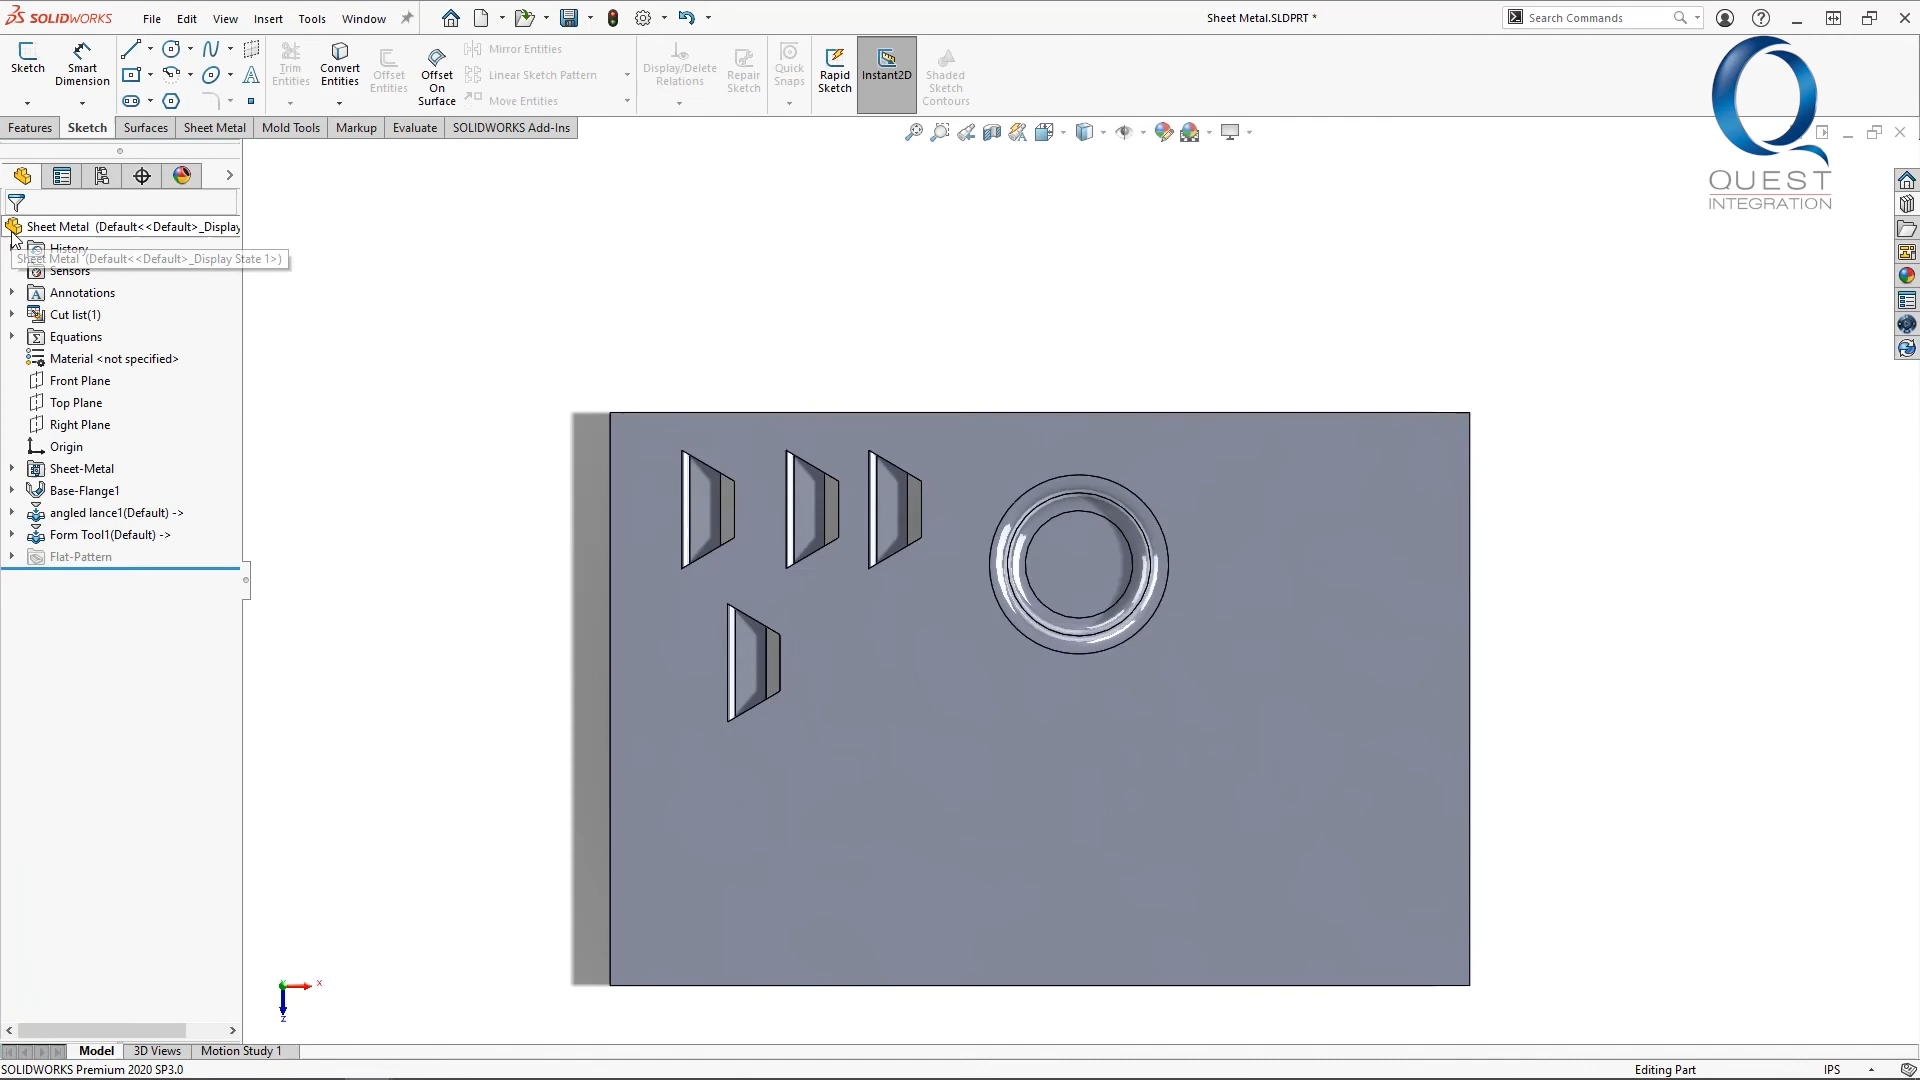 SOLIDWORKS
File
Edit
View
Insert
Tools
Window
Sheet Metal.SLDPRT *
Search Commands
Sketch
Smart Dimension
Trim Entities
Convert Entities
Offset Entities
Offset On Surface
Mirror Entities
Linear Sketch Pattern
Move Entities
Display/Delete Relations
Repair Sketch
Quick Snaps
Rapid Sketch
Instant2D
Shaded Sketch Contours
Features
Sketch
Surfaces
Sheet Metal
Mold Tools
Markup
Evaluate
SOLIDWORKS Add-Ins
QUEST
INTEGRATION
Sheet Metal (Default<<Default>_Display
History
Sheet Metal (Default<<Default>_Display State 1>)
Sensors
Annotations
Cut list(1)
Equations
Material <not specified>
Front Plane
Top Plane
Right Plane
Origin
Sheet-Metal
Base-Flange1
angled lance1(Default) ->
Form Tool1(Default) ->
Flat-Pattern
X
Z
Model
3D Views
Motion Study 1
SOLIDWORKS Premium 2020 SP3.0
Editing Part
IPS